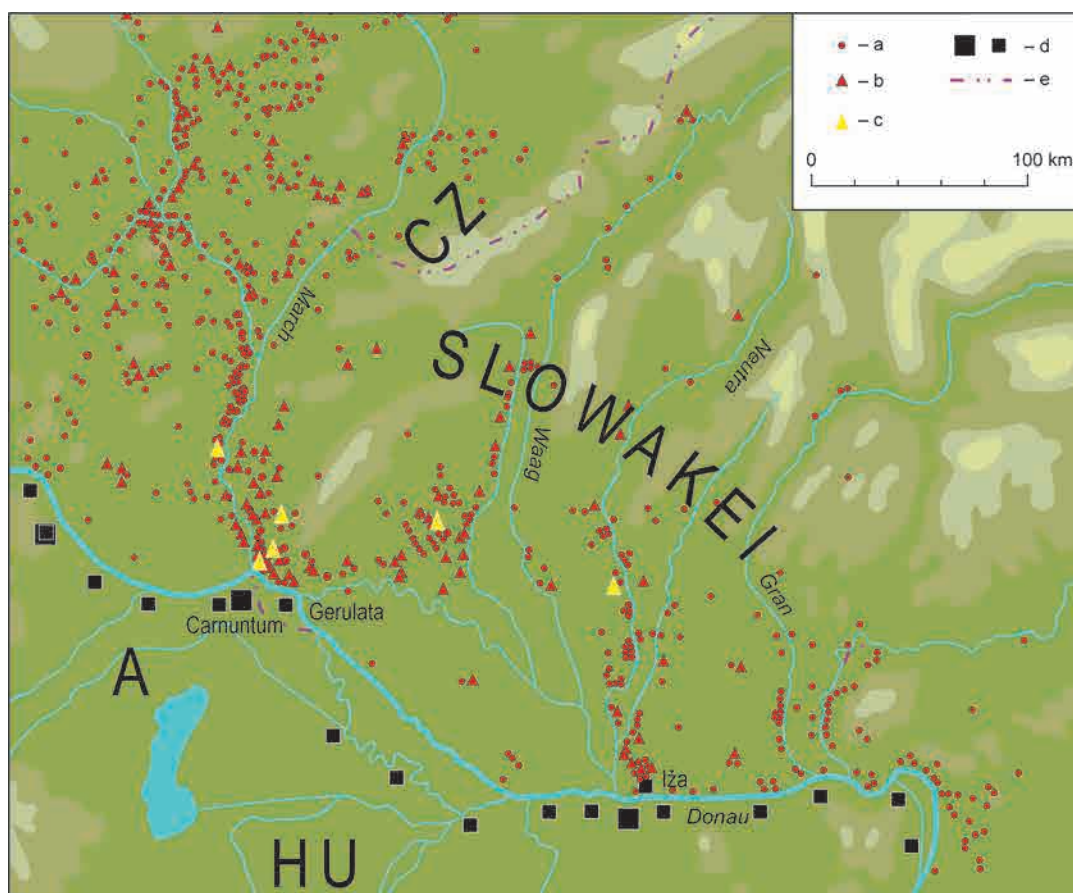 – a
– d
– b
– e
– c
0 100 km
CZ
SLOWAKEI
March
Waag
Neutra
Gran
Carnuntum
Gerulata
A
Iža
Donau
HU